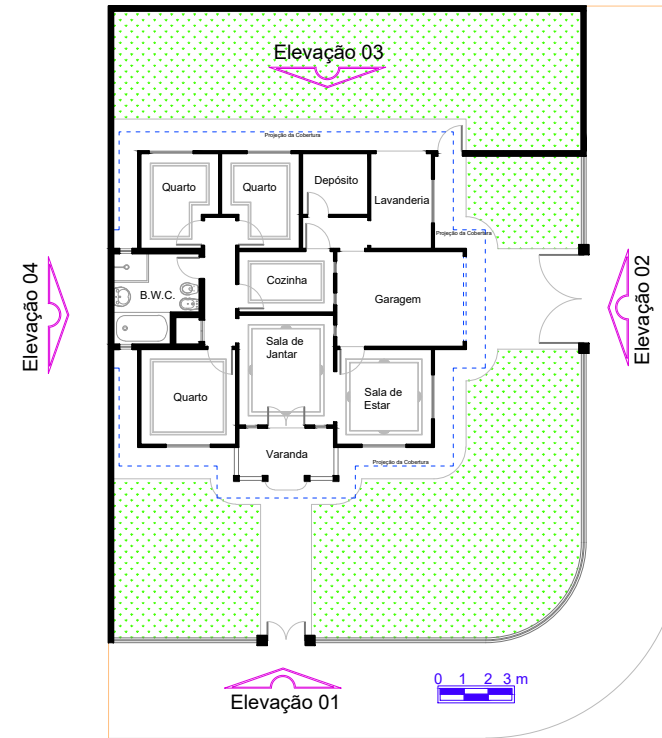 Elevação 03
Projeção da Cobertura
Quarto
Quarto
Depósito
Lavanderia
Projeção da Cobertura
Elevação 04
B.W.C.
Cozinha
Garagem
Elevação 02
Sala de
Jantar
Quarto
Sala de
Estar
Varanda
Projeção da Cobertura
0 1 2 3 m
Elevação 01